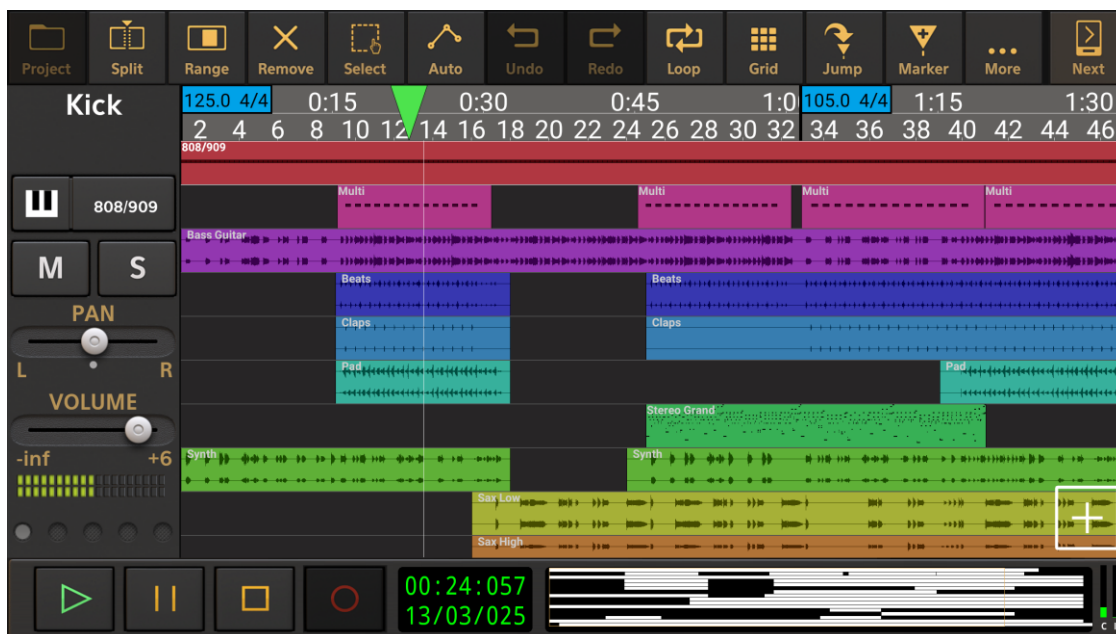 Project Split Range Remove Select Auto Undo Redo Loop Grid Jump Marker More Next
Kick
125.0 4/4 0:15 0:30 0:45 1:0 105.0 4/4 1:15 1:30
2 4 6 8 10 12 14 16 18 20 22 24 26 28 30 32 34 36 38 40 42 44 46
808/909
Multi Multi Multi Multi
808/909
Bass Guitar
M S
Beats Beats
PAN
Claps Claps
L R
Pad Pad
VOLUME
Stereo Grand
-inf +6
Synth Synth
Sax Low
Sax High
00:24:057
13/03/025
C